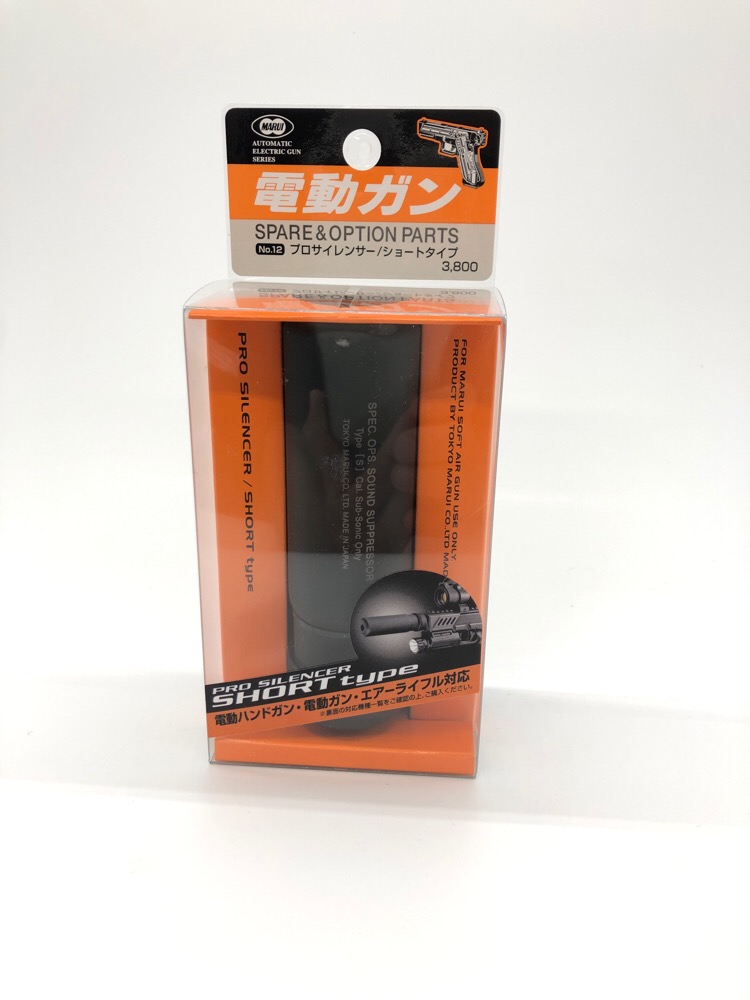 MARUI
AUTOMATIC
ELECTRIC GUN
SERIES
電動ガン
SPARE & OPTION PARTS
No.12 プロサイレンサー/ショートタイプ
3,800
PRO SILENCER / SHORT type
SPEC. OPS. SOUND SUPPRESSOR
Type [S] Cal. Sub-Sonic Only
TOKYO MARUI CO., LTD. MADE IN JAPAN
FOR MARUI SOFT AIR GUN USE ONLY.
PRODUCT BY TOKYO MARUI CO.LTD MAD
PRO SILENCER
SHORT type
電動ハンドガン・電動ガン・エアーライフル対応
※裏面の対応機種一覧をご確認の上、ご購入ください。